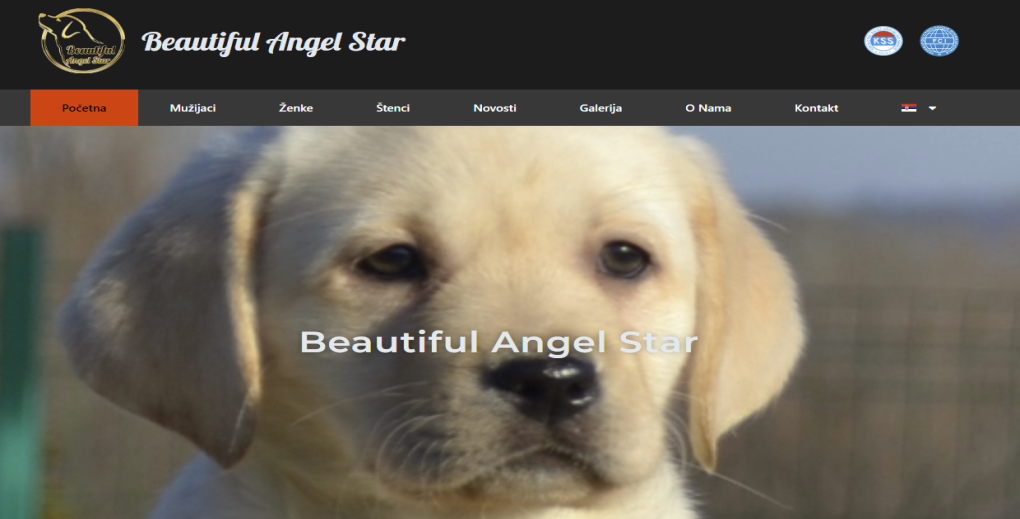 Beautiful
Angel Star
Beautiful Angel Star
KSS
FCI
Početna
Mužijaci
Ženke
Štenci
Novosti
Galerija
O Nama
Kontakt
Beautiful Angel Star